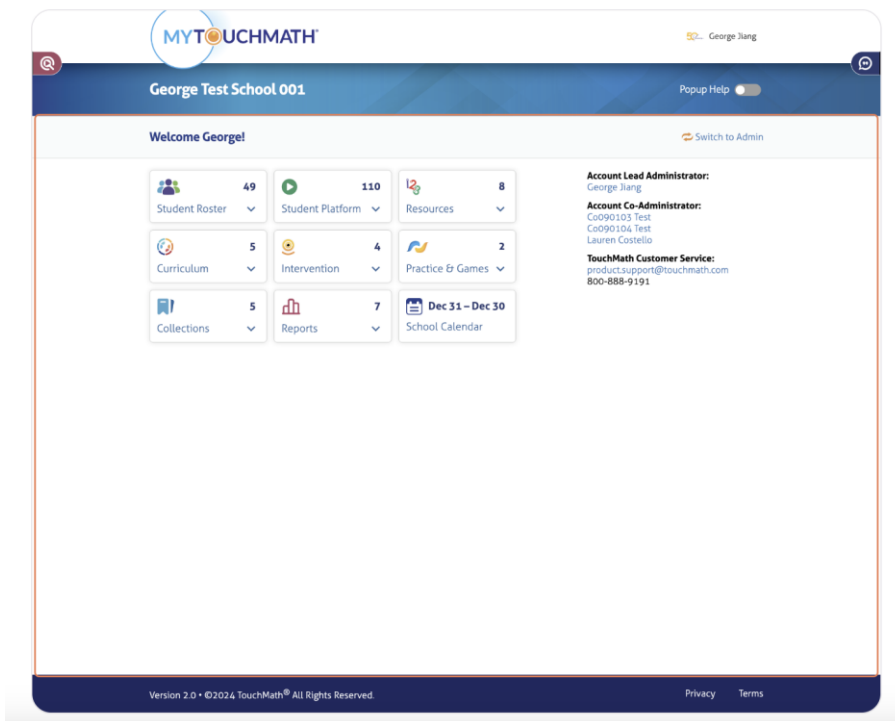 MYTOUCHMATH®
George Jiang
George Test School 001
Popup Help
Welcome George!
Switch to Admin
49
Student Roster
110
Student Platform
8
Resources
5
Curriculum
4
Intervention
2
Practice & Games
5
Collections
7
Reports
Dec 31 – Dec 30
School Calendar
Account Lead Administrator:
George Jiang
Account Co-Administrator:
Co090103 Test
Co090104 Test
Lauren Costello
TouchMath Customer Service:
product.support@touchmath.com
800-888-9191
Version 2.0 • ©2024 TouchMath® All Rights Reserved.
Privacy
Terms